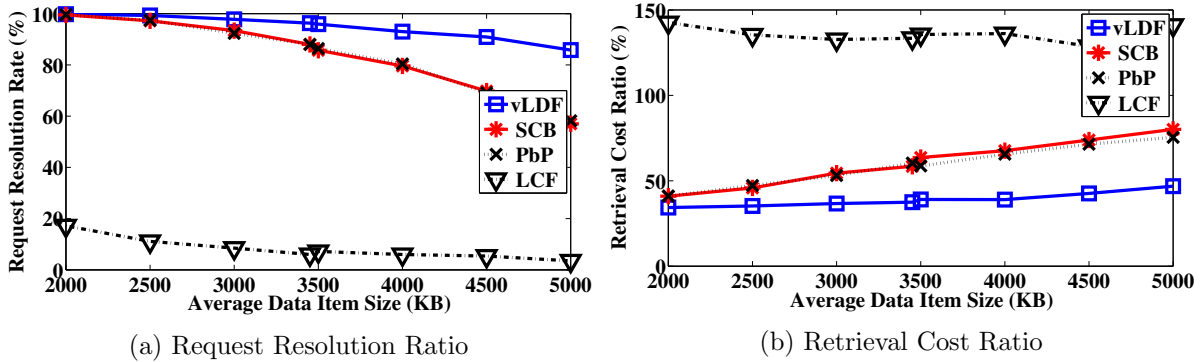 Request Resolution Rate (%)
100
80
60
40
20
0
vLDF
SCB
PbP
LCF
2000 2500 3000 3500 4000 4500 5000
Average Data Item Size (KB)
(a) Request Resolution Ratio
Retrieval Cost Ratio (%)
150
100
50
0
vLDF
SCB
PbP
LCF
2000 2500 3000 3500 4000 4500 5000
Average Data Item Size (KB)
(b) Retrieval Cost Ratio